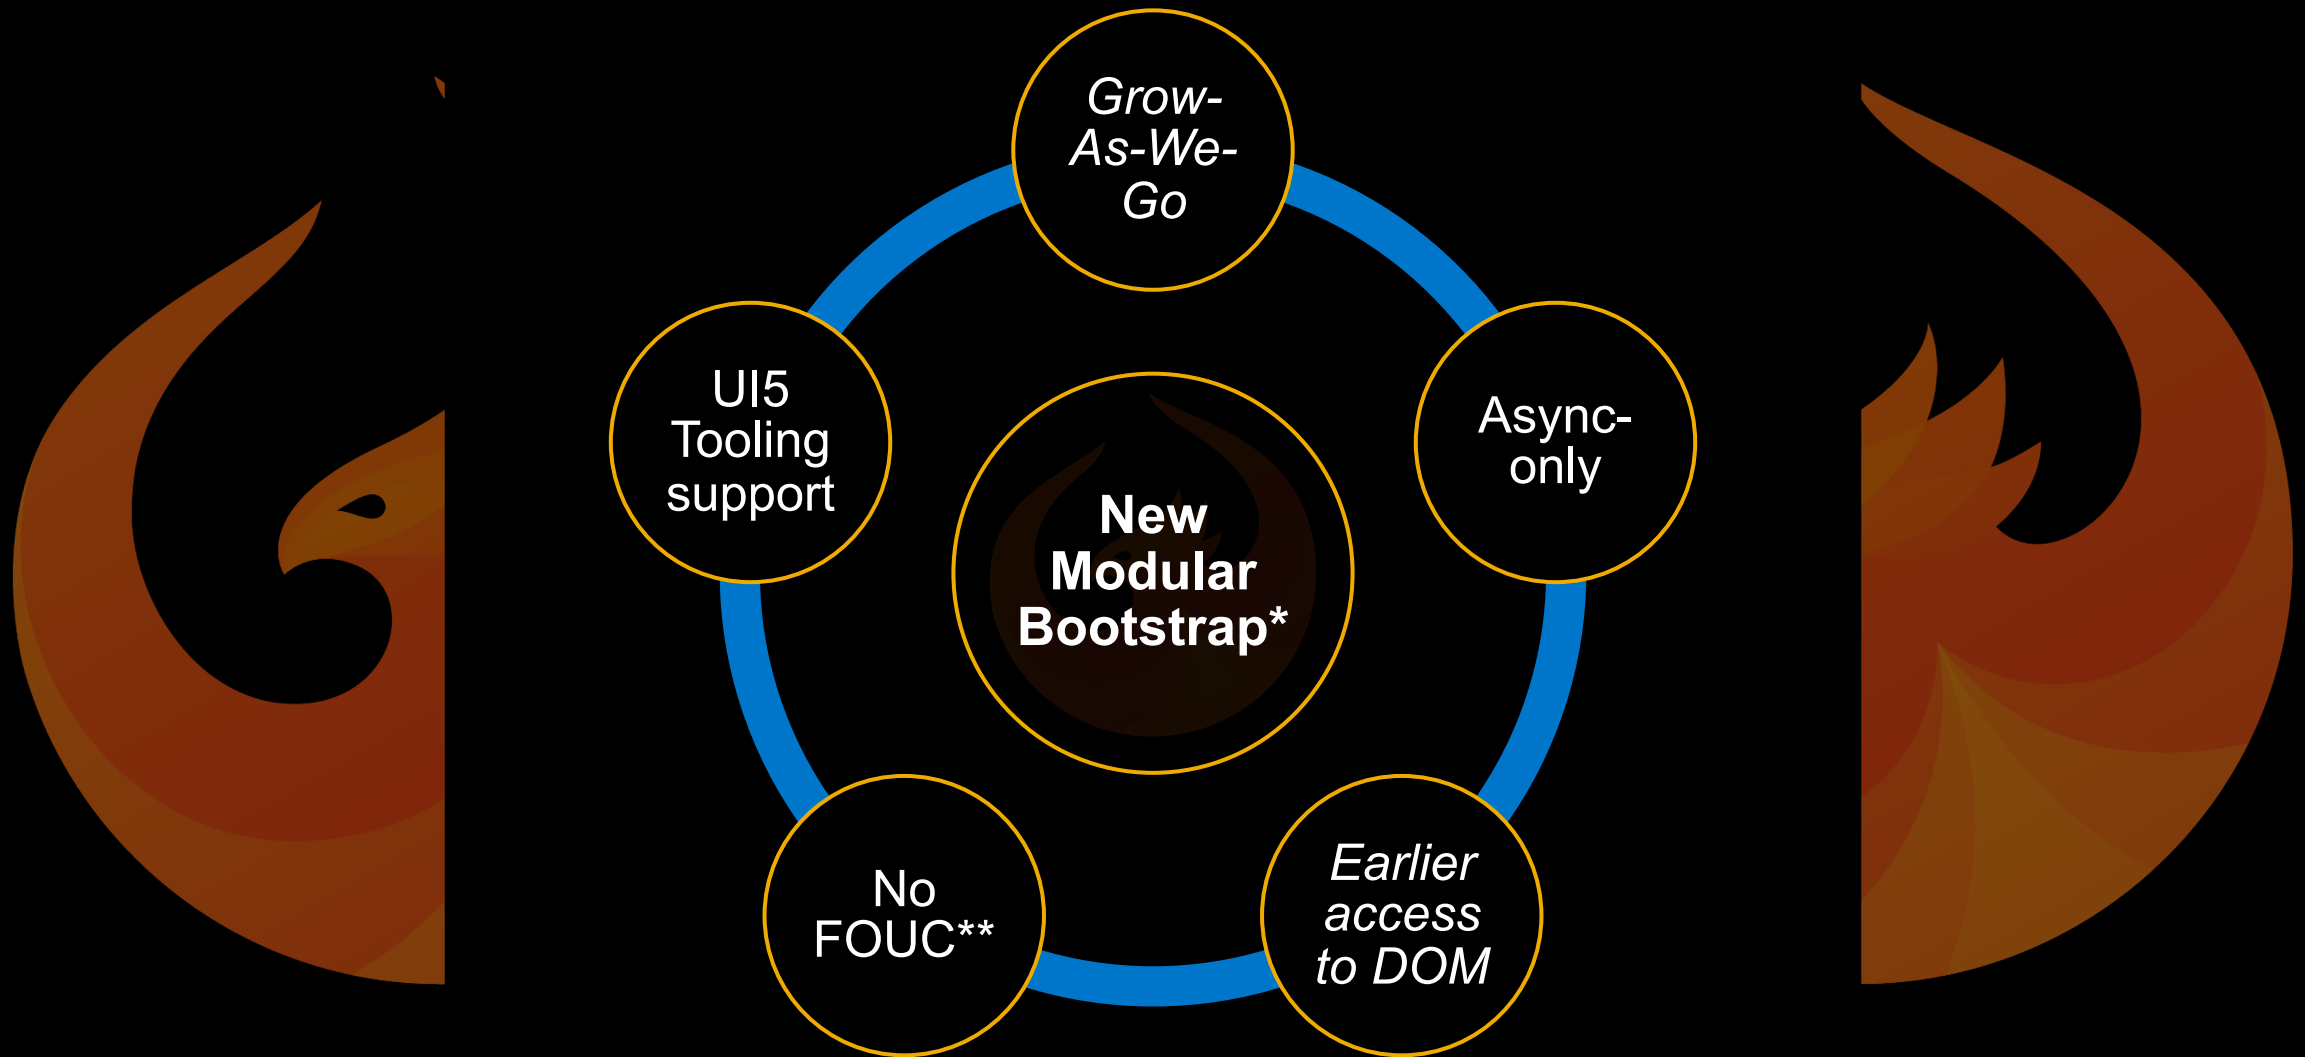 Grow-
As-We-
Go
UI5
Tooling
support
Async-
only
New
Modular
Bootstrap*
No
FOUC**
Earlier
access
to DOM